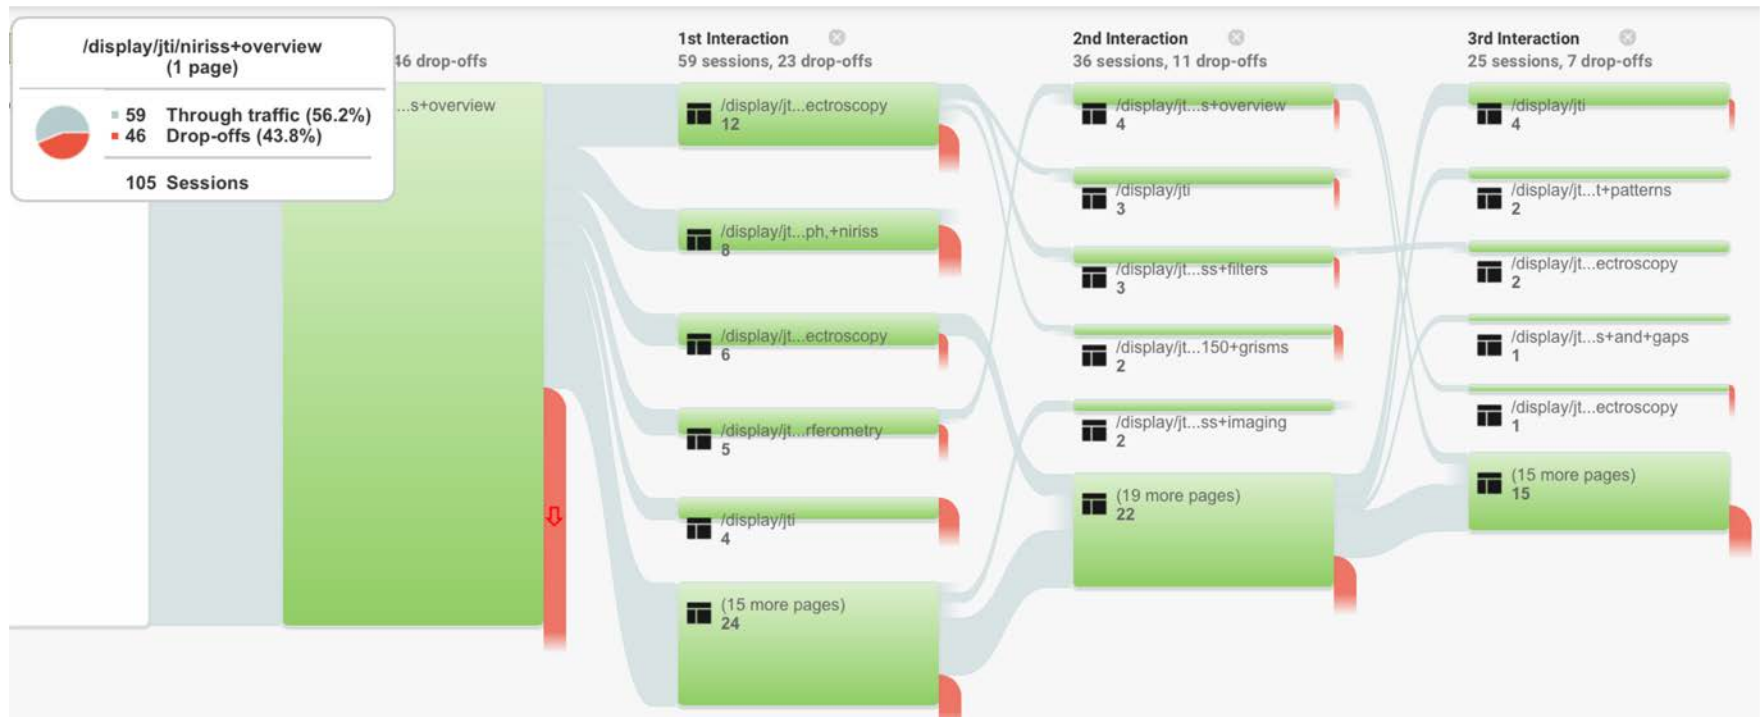 /display/jti/niriss+overview
(1 page)
59 Through traffic (56.2%)
46 Drop-offs (43.8%)
105 Sessions
46 drop-offs
...s+overview
1st Interaction
59 sessions, 23 drop-offs
/display/jt...ectroscopy
12
/display/jt...ph,+niriss
8
/display/jt...ectroscopy
6
/display/jt...rferometry
5
/display/jti
4
(15 more pages)
24
2nd Interaction
36 sessions, 11 drop-offs
/display/jt...s+overview
4
/display/jti
3
/display/jt...ss+filters
3
/display/jt...150+grisms
2
/display/jt...ss+imaging
2
(19 more pages)
22
3rd Interaction
25 sessions, 7 drop-offs
/display/jti
4
/display/jt...t+patterns
2
/display/jt...ectroscopy
2
/display/jt...s+and+gaps
1
/display/jt...ectroscopy
1
(15 more pages)
15